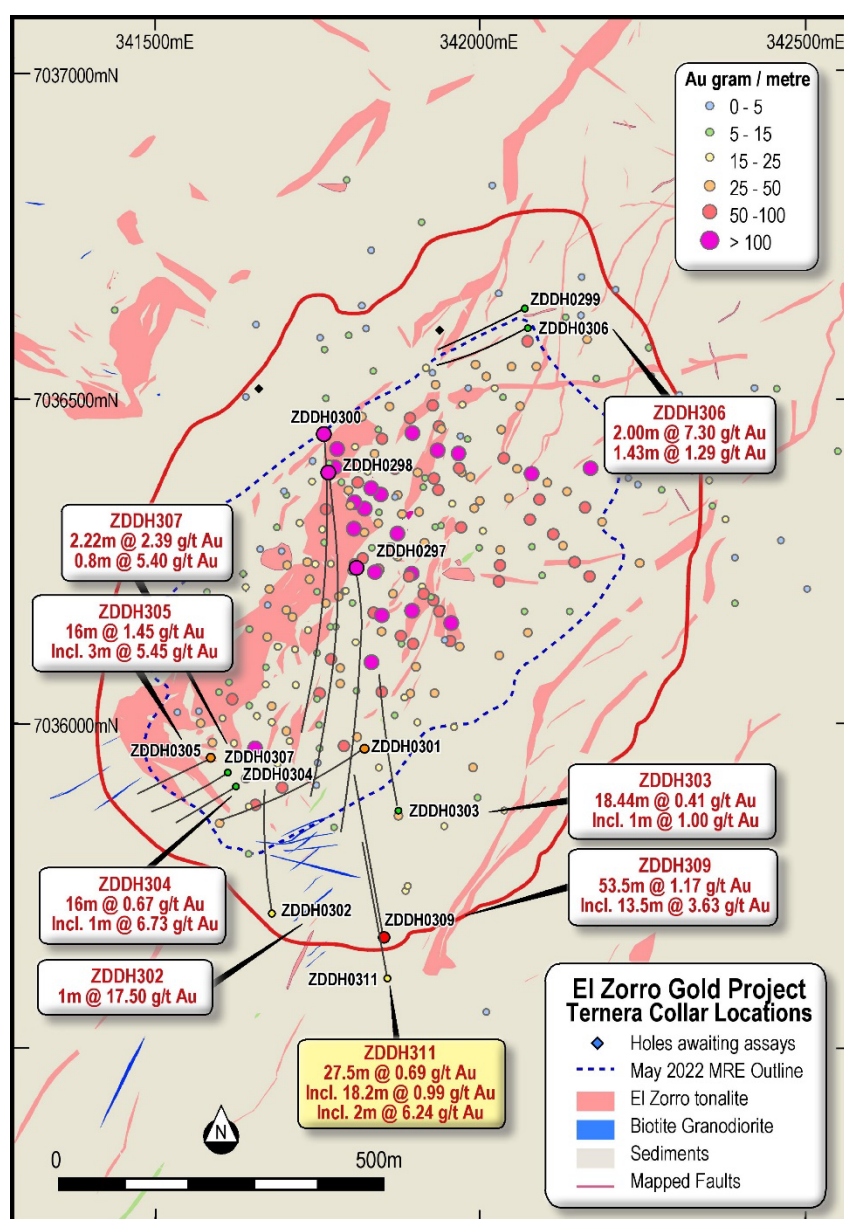 341500mE
342000mE
342500mE
7037000mN
7036500mN
7036000mN
Au gram / metre
0 - 5
5 - 15
15 - 25
25 - 50
50 -100
> 100
ZDDH0299
ZDDH0306
ZDDH306
2.00m @ 7.30 g/t Au
1.43m @ 1.29 g/t Au
ZDDH0300
ZDDH0298
ZDDH0297
ZDDH307
2.22m @ 2.39 g/t Au
0.8m @ 5.40 g/t Au
ZDDH305
16m @ 1.45 g/t Au
Incl. 3m @ 5.45 g/t Au
ZDDH0305
ZDDH0307
ZDDH0304
ZDDH0301
ZDDH0303
ZDDH303
18.44m @ 0.41 g/t Au
Incl. 1m @ 1.00 g/t Au
ZDDH304
16m @ 0.67 g/t Au
Incl. 1m @ 6.73 g/t Au
ZDDH309
53.5m @ 1.17 g/t Au
Incl. 13.5m @ 3.63 g/t Au
ZDDH0302
ZDDH0309
ZDDH0311
ZDDH302
1m @ 17.50 g/t Au
ZDDH311
27.5m @ 0.69 g/t Au
Incl. 18.2m @ 0.99 g/t Au
Incl. 2m @ 6.24 g/t Au
El Zorro Gold Project
Ternera Collar Locations
Holes awaiting assays
May 2022 MRE Outline
El Zorro tonalite
Biotite Granodiorite
Sediments
Mapped Faults
N
0
500m